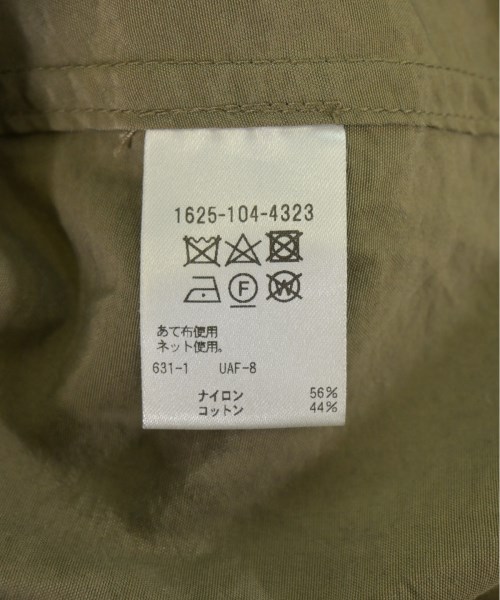 1625-104-4323
F W
あて布使用
ネット使用。
631-1 UAF-8
ナイロン 56%
コットン 44%